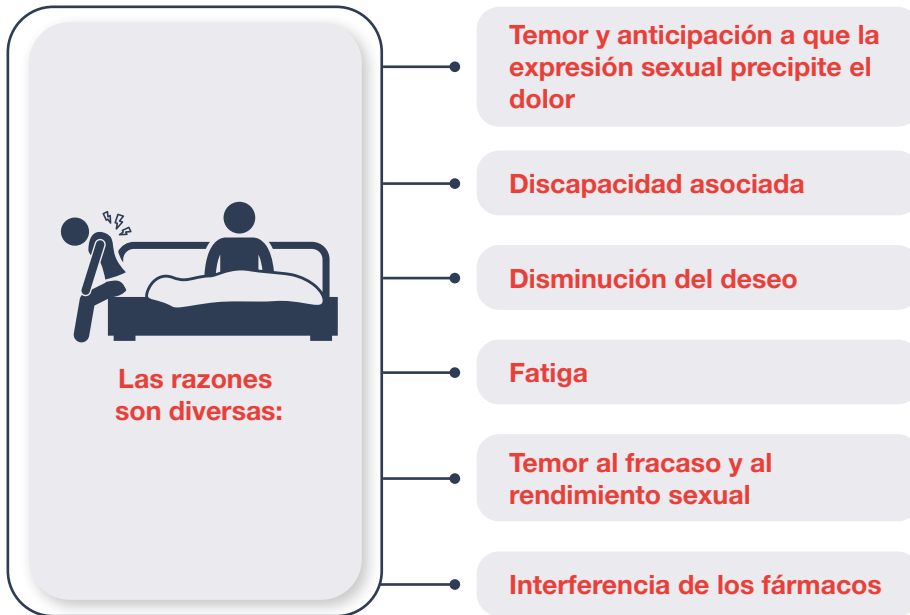 Las razones
son diversas:
Temor y anticipación a que la
expresión sexual precipite el
dolor
Discapacidad asociada
Disminución del deseo
Fatiga
Temor al fracaso y al
rendimiento sexual
Interferencia de los fármacos